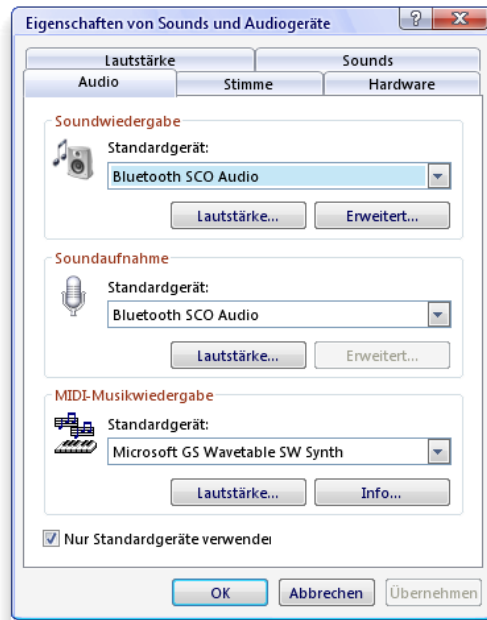 Eigenschaften von Sounds und Audiogeräte
Lautstärke Sounds
Audio Stimme Hardware
Soundwiedergabe
Standardgerät:
Bluetooth SCO Audio
Lautstärke... Erweitert...
Soundaufnahme
Standardgerät:
Bluetooth SCO Audio
Lautstärke... Erweitert...
MIDI-Musikwiedergabe
Standardgerät:
Microsoft GS Wavetable SW Synth
Lautstärke... Info...
Nur Standardgeräte verwender
OK Abbrechen Übernehmen